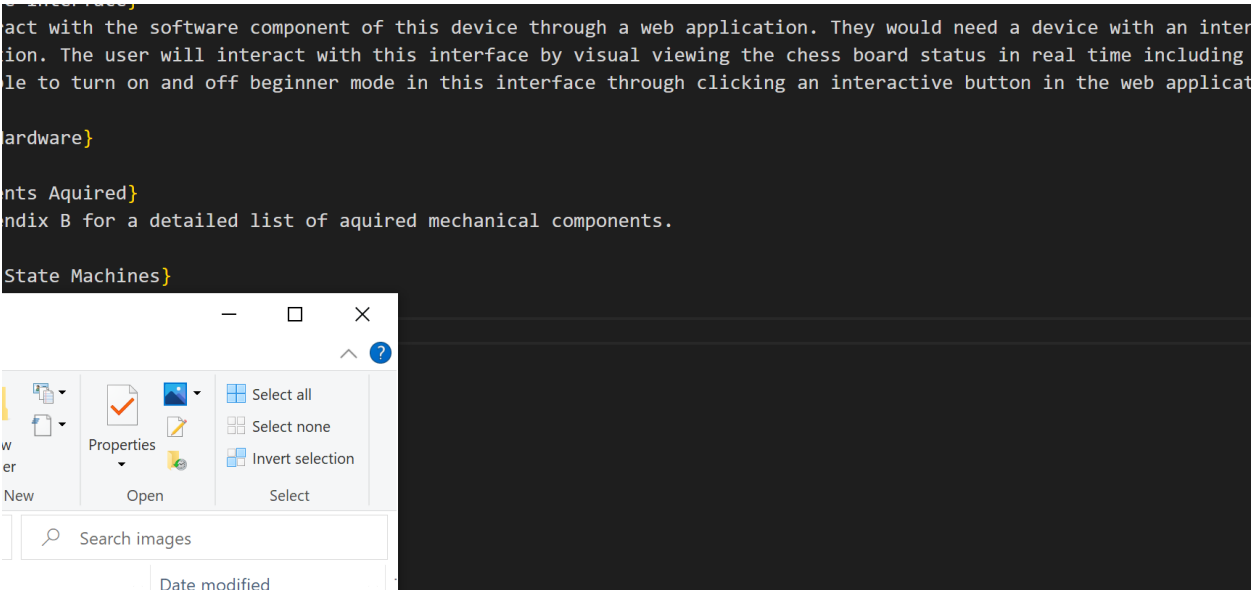 act with the software component of this device through a web application. They would need a device with an
ion. The user will interact with this interface by visual viewing the chess board status in real time including
le to turn on and off beginner mode in this interface through clicking an interactive button in the web
ardware}
nts Aquired}
endix B for a detailed list of aquired mechanical components.
State Machines}
?
Select all
Select none
Invert selection
Properties
w
er
New
Open
Select
Search images
Date modified